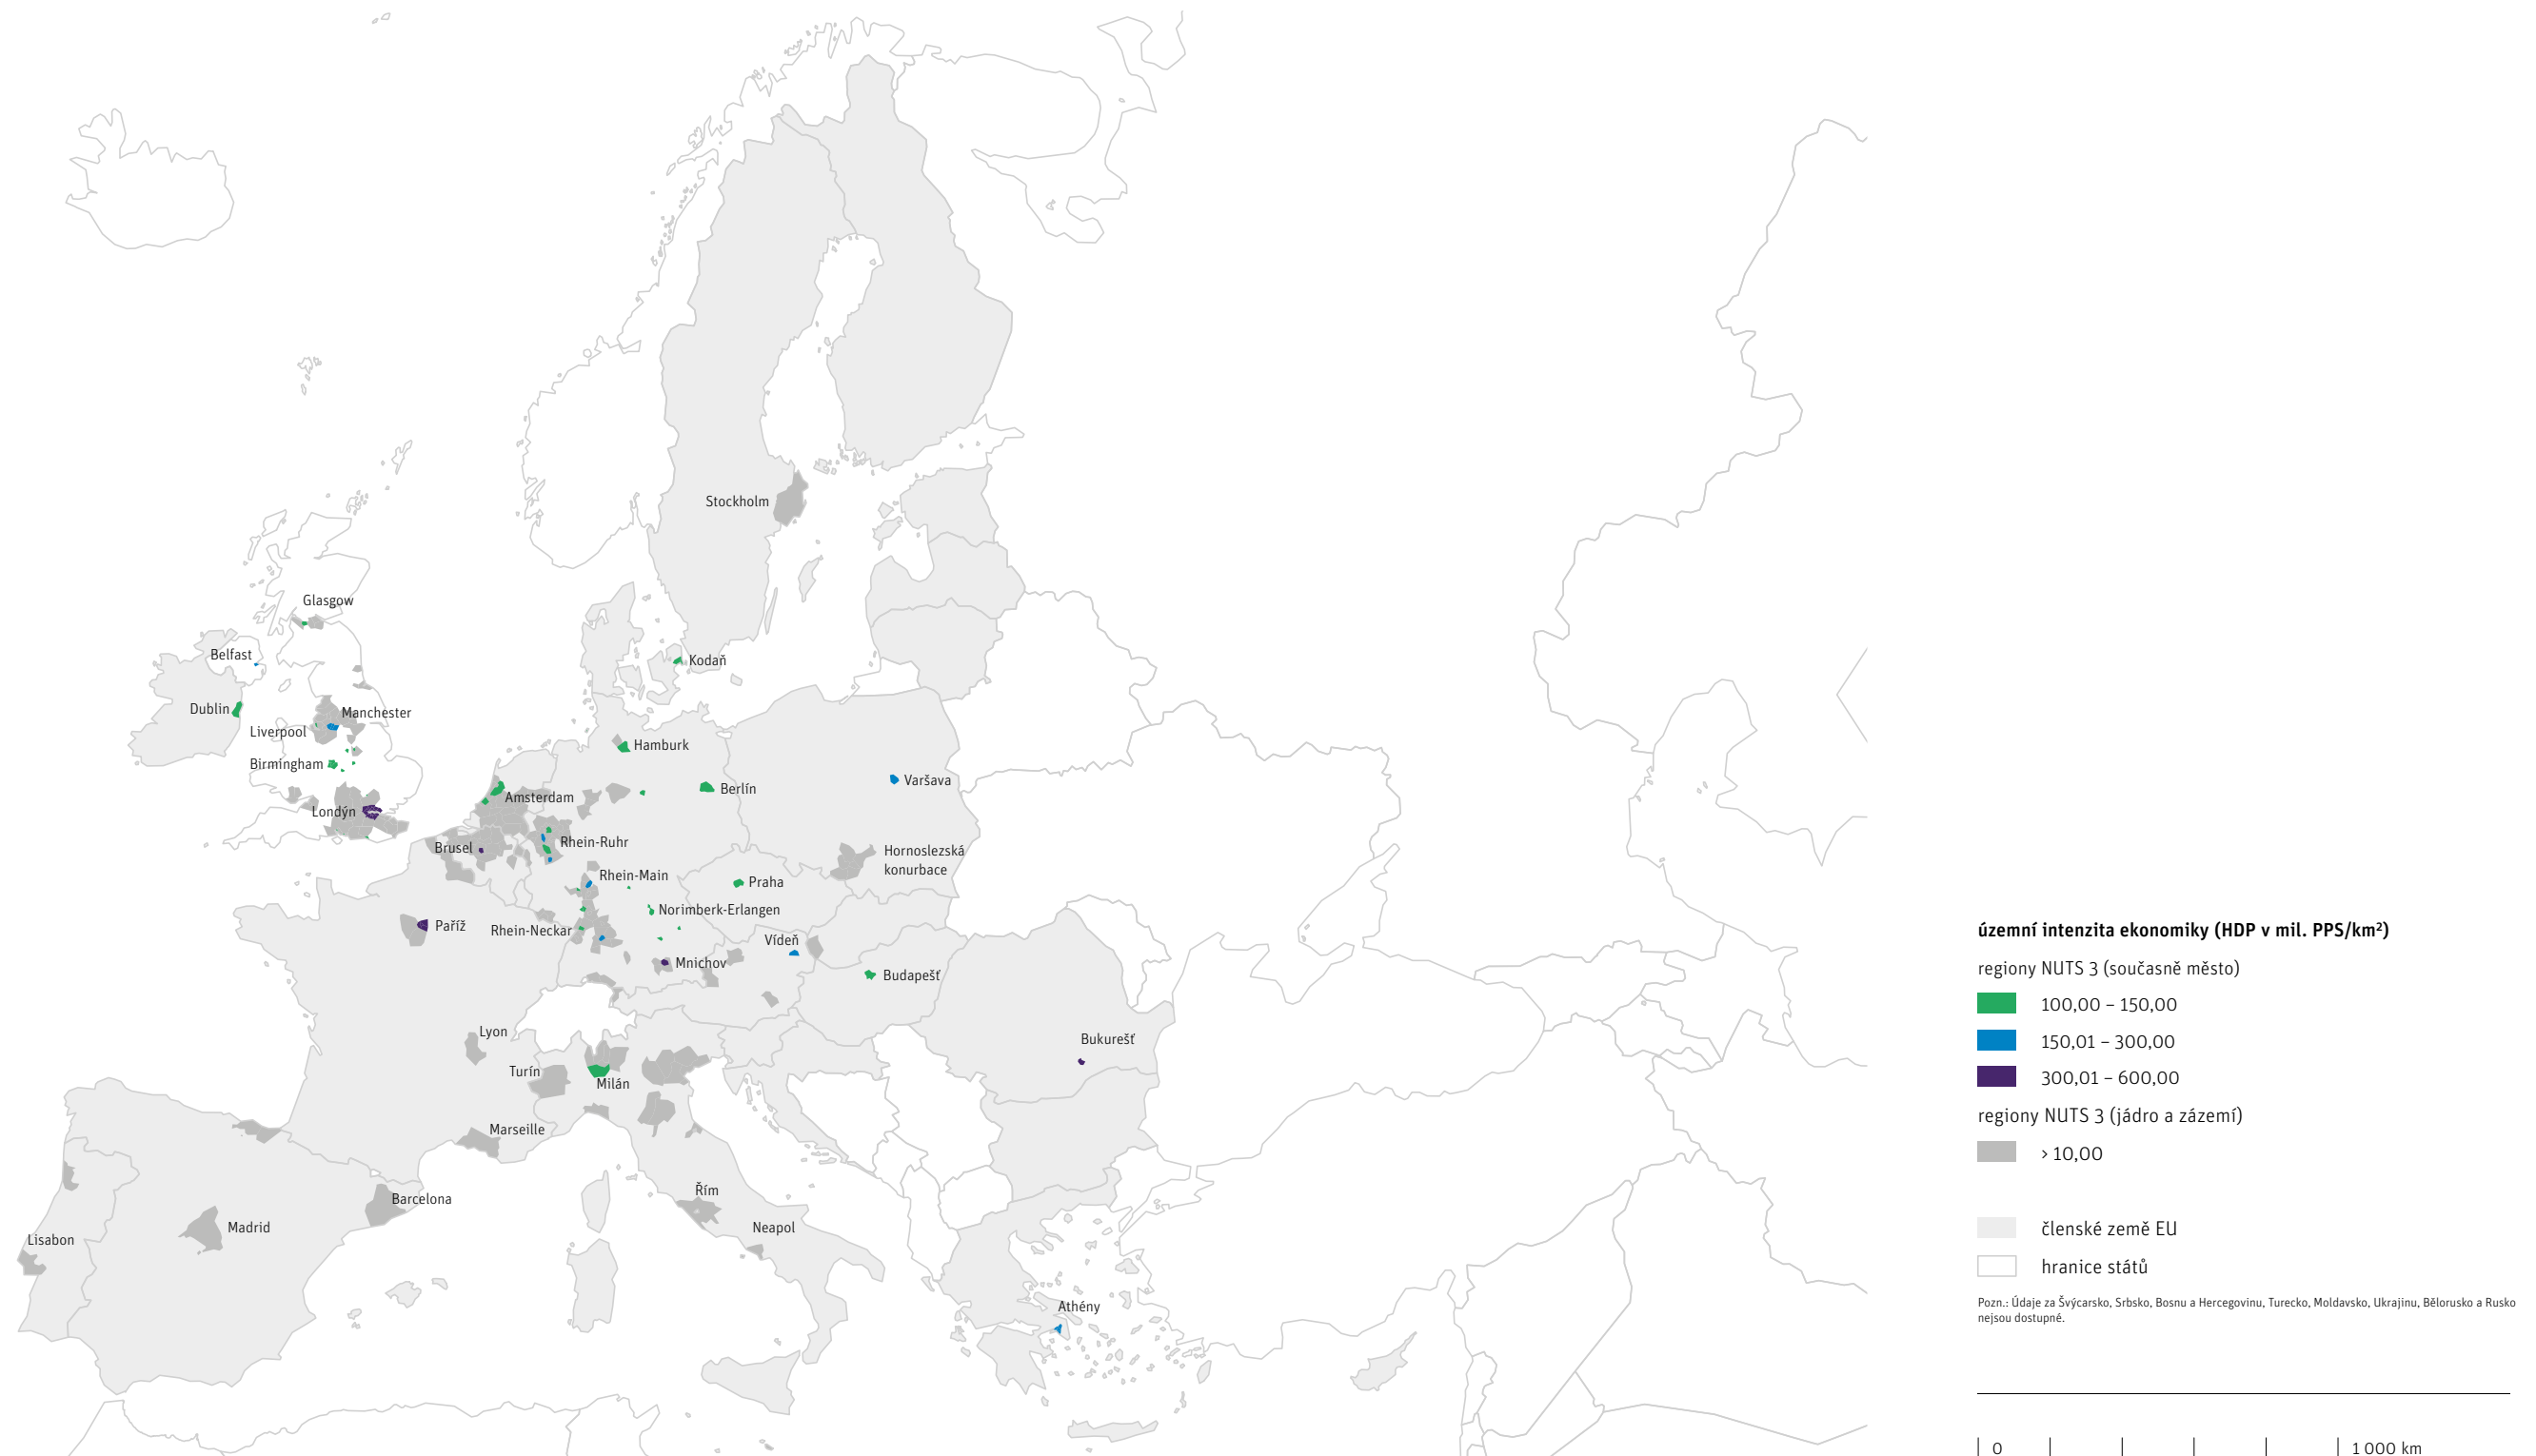 Stockholm
Glasgow
Belfast
Kodaň
Dublin
Manchester
Liverpool
Hamburk
Birmingham
Varšava
Berlín
Amsterdam
Londýn
Rhein-Ruhr
Brusel
Hornoslezská
konurbace
Rhein-Main
Praha
Norimberk-Erlangen
Paříž
Rhein-Neckar
Vídeň
Mnichov
Budapešť
Lyon
Bukurešť
Turín
Milán
Marseille
Řím
Barcelona
Madrid
Neapol
Lisabon
Athény
územní intenzita ekonomiky (HDP v mil. PPS/km²)
regiony NUTS 3 (současně město)
100,00 – 150,00
150,01 – 300,00
300,01 – 600,00
regiony NUTS 3 (jádro a zázemí)
> 10,00
členské země EU
hranice států
Pozn.: Údaje za Švýcarsko, Srbsko, Bosnu a Hercegovinu, Turecko, Moldavsko, Ukrajinu, Bělorusko a Rusko
nejsou dostupné.
0 1 000 km